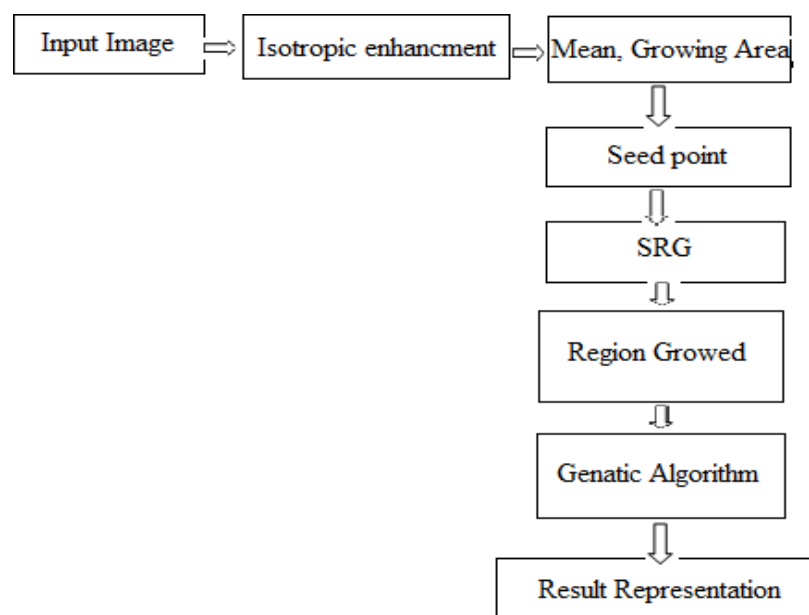 Input Image
Isotropic enhancment
Mean, Growing Area,
Seed point
SRG
Region Growed
Genatic Algorithm
Result Representation